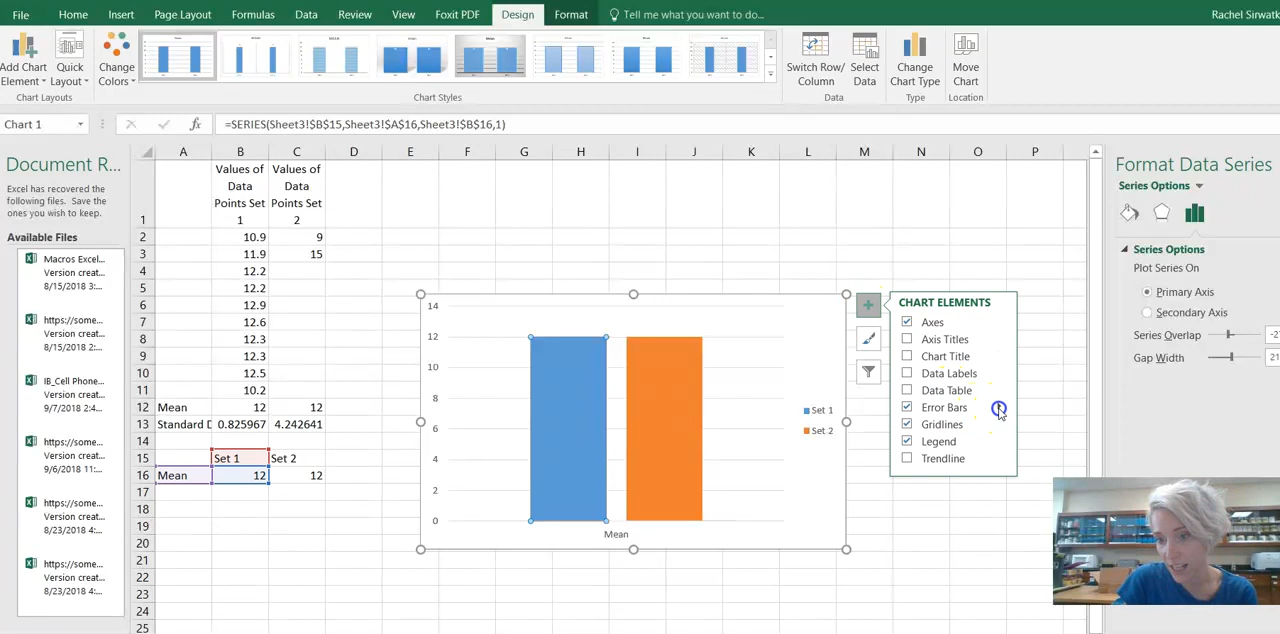 File Home Insert Page Layout Formulas Data Review View Foxit PDF Design Format Tell me what you want to do... Rachel Sirwatk
Add Chart Element
Quick Layout
Change Colors
Switch Row/ Column
Select Data
Change Chart Type
Move Chart
Chart Layouts Chart Styles Data Type Location
Chart 1 fx =SERIES(Sheet3!$B$15,Sheet3!$A$16,Sheet3!$B$16,1)
Document R...
Excel has recovered the
following files. Save the
ones you wish to keep.
Available Files
Macros Excel...
Version creat...
8/15/2018 3:...
https://some...
Version creat...
8/15/2018 2:...
IB_Cell Phone...
Version creat...
9/7/2018 2:4...
https://some...
Version creat...
9/6/2018 11:...
https://some...
Version creat...
8/23/2018 4:...
https://some...
Version creat...
8/23/2018 4:...
A B C D E F G H I J K L M N O P
1 Values of Data Points Set 1 Values of Data Points Set 2
2 10.9 9
3 11.9 15
4 12.2
5 12.2
6 12.9
7 12.6
8 12.3
9 12.3
10 12.5
11 10.2
12 Mean 12 12
13 Standard D 0.825967 4.242641
14
15 Set 1 Set 2
16 Mean 12 12
17
18
19
20
21
22
23
24
25
14
12
10
8
6
4
2
0
Mean
Set 1
Set 2
CHART ELEMENTS
Axes
Axis Titles
Chart Title
Data Labels
Data Table
Error Bars
Gridlines
Legend
Trendline
Format Data Series
Series Options
Series Options
Plot Series On
Primary Axis
Secondary Axis
Series Overlap -27
Gap Width 21